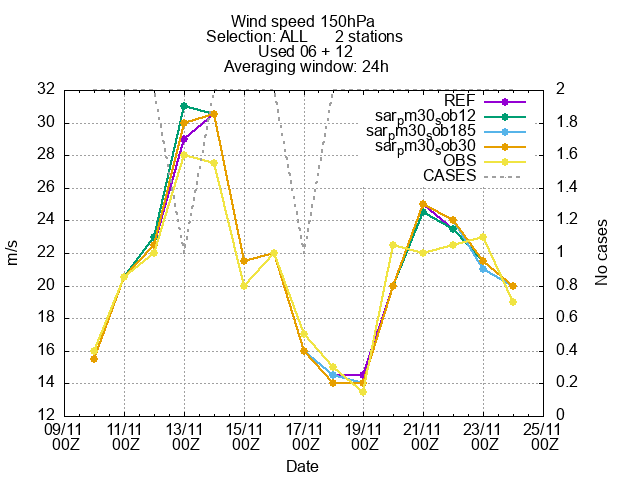 Wind speed 150hPa
Selection: ALL 2 stations
Used 06 + 12
Averaging window: 24h
REF
sarpm30sob12
sarpm30sob185
sarpm30sob30
OBS
CASES
32
30
28
26
24
22
20
18
16
14
12
2
1.8
1.6
1.4
1.2
1
0.8
0.6
0.4
0.2
0
m/s
No cases
09/11 11/11 13/11 15/11 17/11 19/11 21/11 23/11 25/11
00Z 00Z 00Z 00Z 00Z 00Z 00Z 00Z 00Z
Date